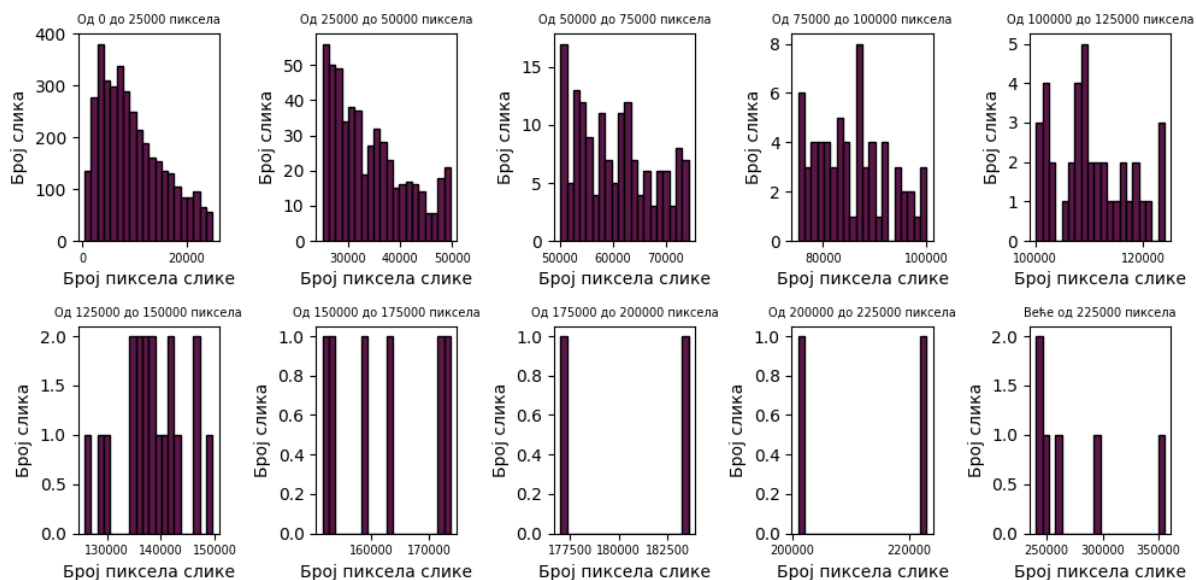 Од 0 до 25000 пиксела
Од 25000 до 50000 пиксела
Од 50000 до 75000 пиксела
Од 75000 до 100000 пиксела
Од 100000 до 125000 пиксела
400
300
200
100
0
Број слика
0 20000
Број пиксела слике
50
40
30
20
10
0
Број слика
30000 40000 50000
Број пиксела слике
15
10
5
0
Број слика
50000 60000 70000
Број пиксела слике
8
6
4
2
0
Број слика
80000 100000
Број пиксела слике
5
4
3
2
1
0
Број слика
100000 120000
Број пиксела слике
Од 125000 до 150000 пиксела
Од 150000 до 175000 пиксела
Од 175000 до 200000 пиксела
Од 200000 до 225000 пиксела
Веће од 225000 пиксела
2.0
1.5
1.0
0.5
0.0
Број слика
130000 140000 150000
Број пиксела слике
1.0
0.8
0.6
0.4
0.2
0.0
Број слика
160000 170000
Број пиксела слике
1.0
0.8
0.6
0.4
0.2
0.0
Број слика
175000 180000 182500
Број пиксела слике
1.0
0.8
0.6
0.4
0.2
0.0
Број слика
200000 220000
Број пиксела слике
2.0
1.5
1.0
0.5
0.0
Број слика
250000 300000 350000
Број пиксела слике